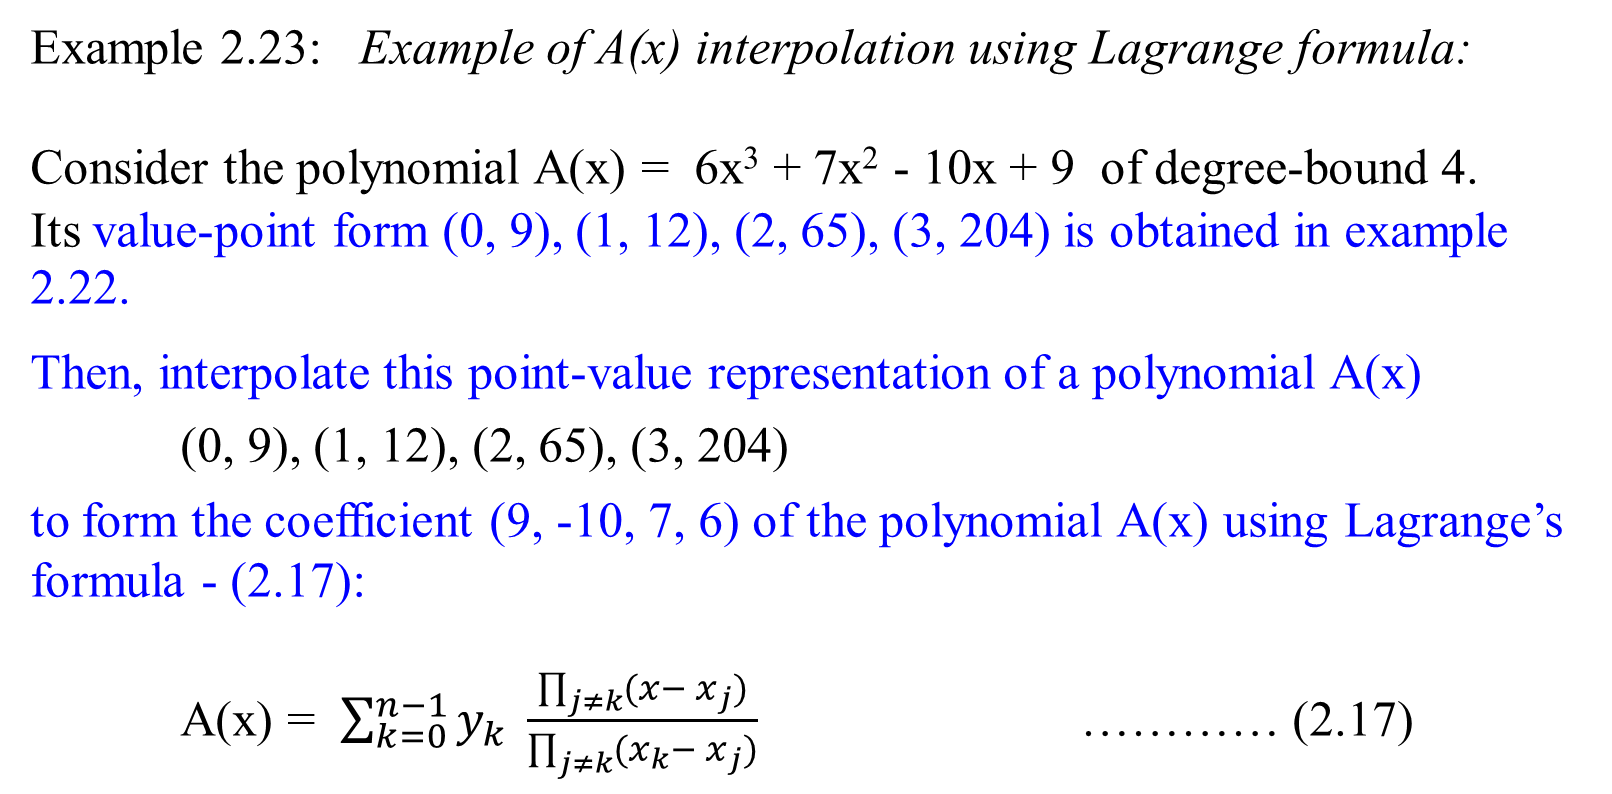 Example 2.23: Example of A(x) interpolation using Lagrange formula:
Consider the polynomial A(x) = 6x³ + 7x² - 10x + 9 of degree-bound 4.
Its value-point form (0, 9), (1, 12), (2, 65), (3, 204) is obtained in example
2.22.
Then, interpolate this point-value representation of a polynomial A(x)
(0, 9), (1, 12), (2, 65), (3, 204)
to form the coefficient (9, -10, 7, 6) of the polynomial A(x) using Lagrange’s
formula - (2.17):
A(x) = ∑_{k=0}^{n−1} y_k \frac{∏_{j≠k}(x− x_j)}{∏_{j≠k}(x_k− x_j)} ………… (2.17)